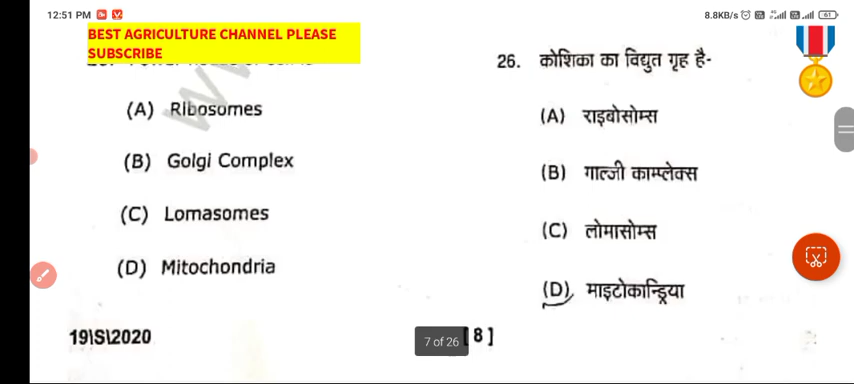 12:51 PM
8.8KB/s
61
BEST AGRICULTURE CHANNEL PLEASE
SUBSCRIBE
(A) Ribosomes
(B) Golgi Complex
(C) Lomasomes
(D) Mitochondria
19\S\2020
26. कोशिका का विद्युत गृह है-
(A) राइबोसोम्स
(B) गाल्जी काम्प्लेक्स
(C) लोमासोम्स
(D) माइटोकान्ड्रिया
7 of 26
[ 8 ]